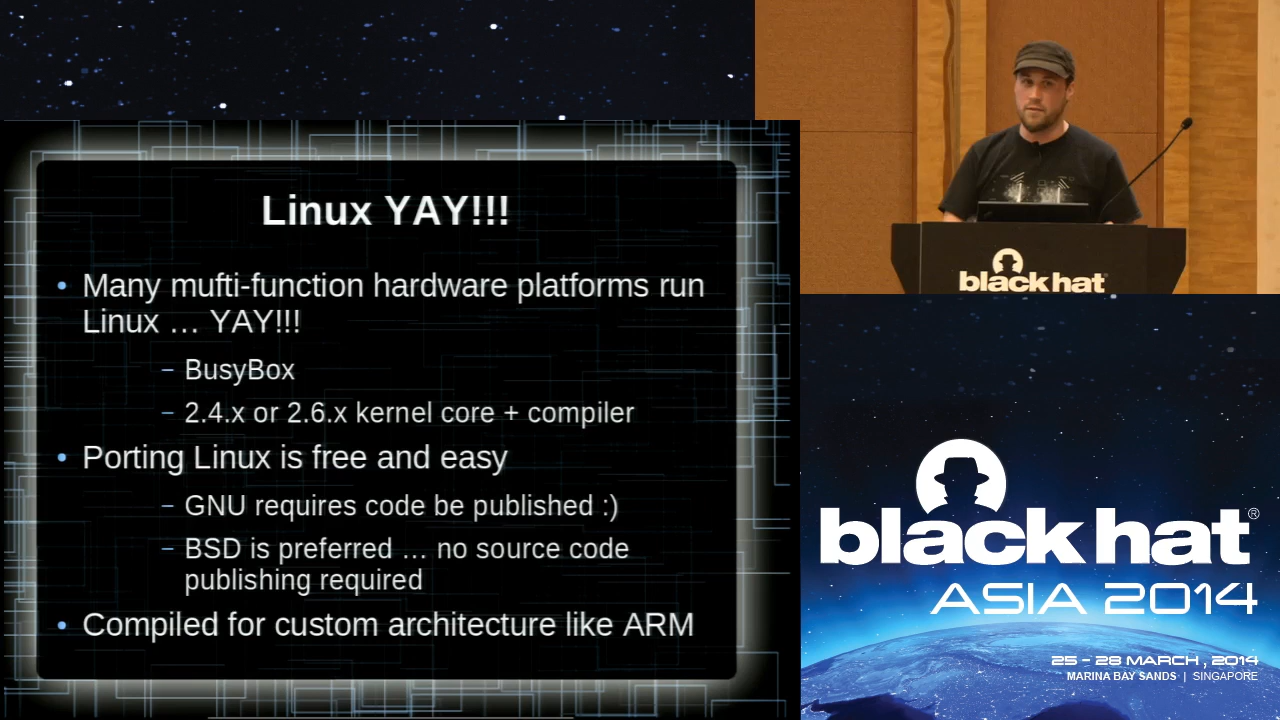 Linux YAY!!!
• Many mufti-function hardware platforms run
Linux … YAY!!!
– BusyBox
– 2.4.x or 2.6.x kernel core + compiler
• Porting Linux is free and easy
– GNU requires code be published :)
– BSD is preferred … no source code
publishing required
• Compiled for custom architecture like ARM
black hat
black hat®
ASIA 2014
25 - 28 MARCH , 2014
MARINA BAY SANDS | SINGAPORE